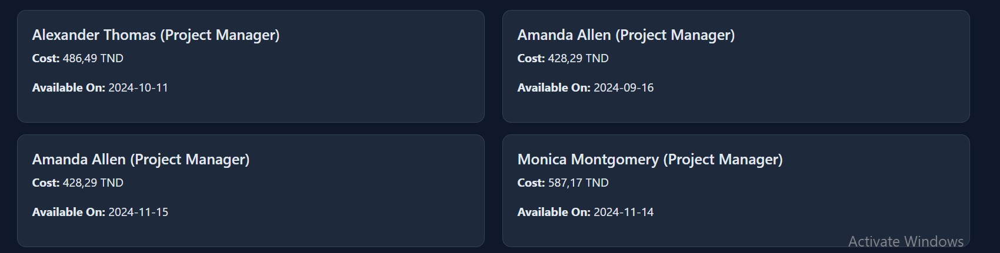 Alexander Thomas (Project Manager)
Cost: 486,49 TND
Available On: 2024-10-11
Amanda Allen (Project Manager)
Cost: 428,29 TND
Available On: 2024-09-16
Amanda Allen (Project Manager)
Cost: 428,29 TND
Available On: 2024-11-15
Monica Montgomery (Project Manager)
Cost: 587,17 TND
Available On: 2024-11-14
Activate Windows